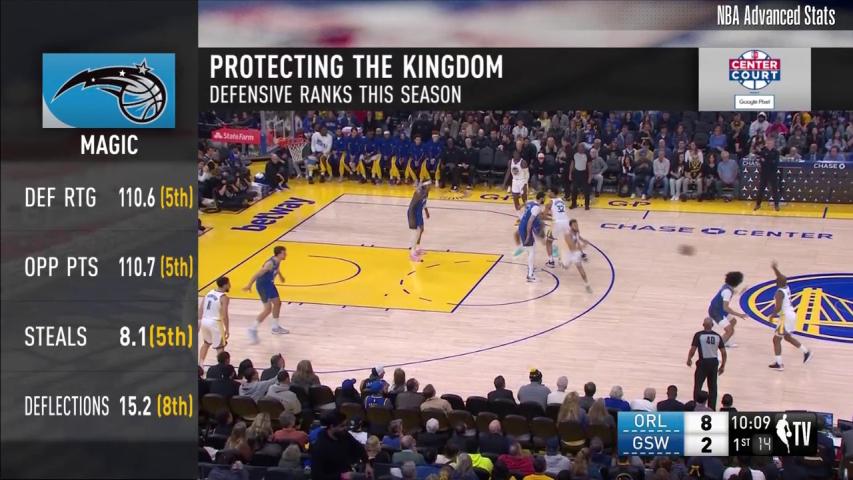 NBA Advanced Stats
PROTECTING THE KINGDOM
DEFENSIVE RANKS THIS SEASON
CENTER
COURT
Google Pixel
MAGIC
DEF RTG 110.6 (5th)
OPP PTS 110.7 (5th)
STEALS 8.1 (5th)
DEFLECTIONS 15.2 (8th)
State Farm
betway
CHASE
CHASE CENTER
40
ORL 8 10:09
GSW 2 1ST 14
TV